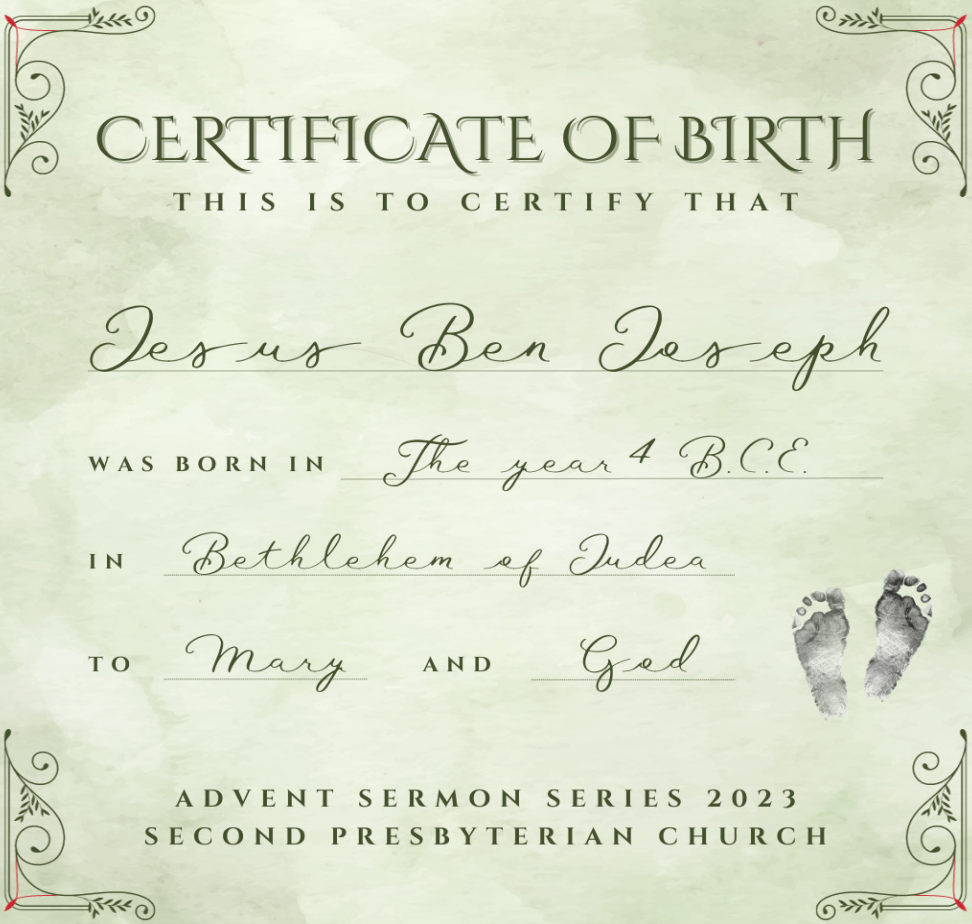 CERTIFICATE OF BIRTH
THIS IS TO CERTIFY THAT
Jesus Ben Joseph
WAS BORN IN The year 4 B.C.E.
IN Bethlehem of Judea
TO Mary AND God
ADVENT SERMON SERIES 2023
SECOND PRESBYTERIAN CHURCH